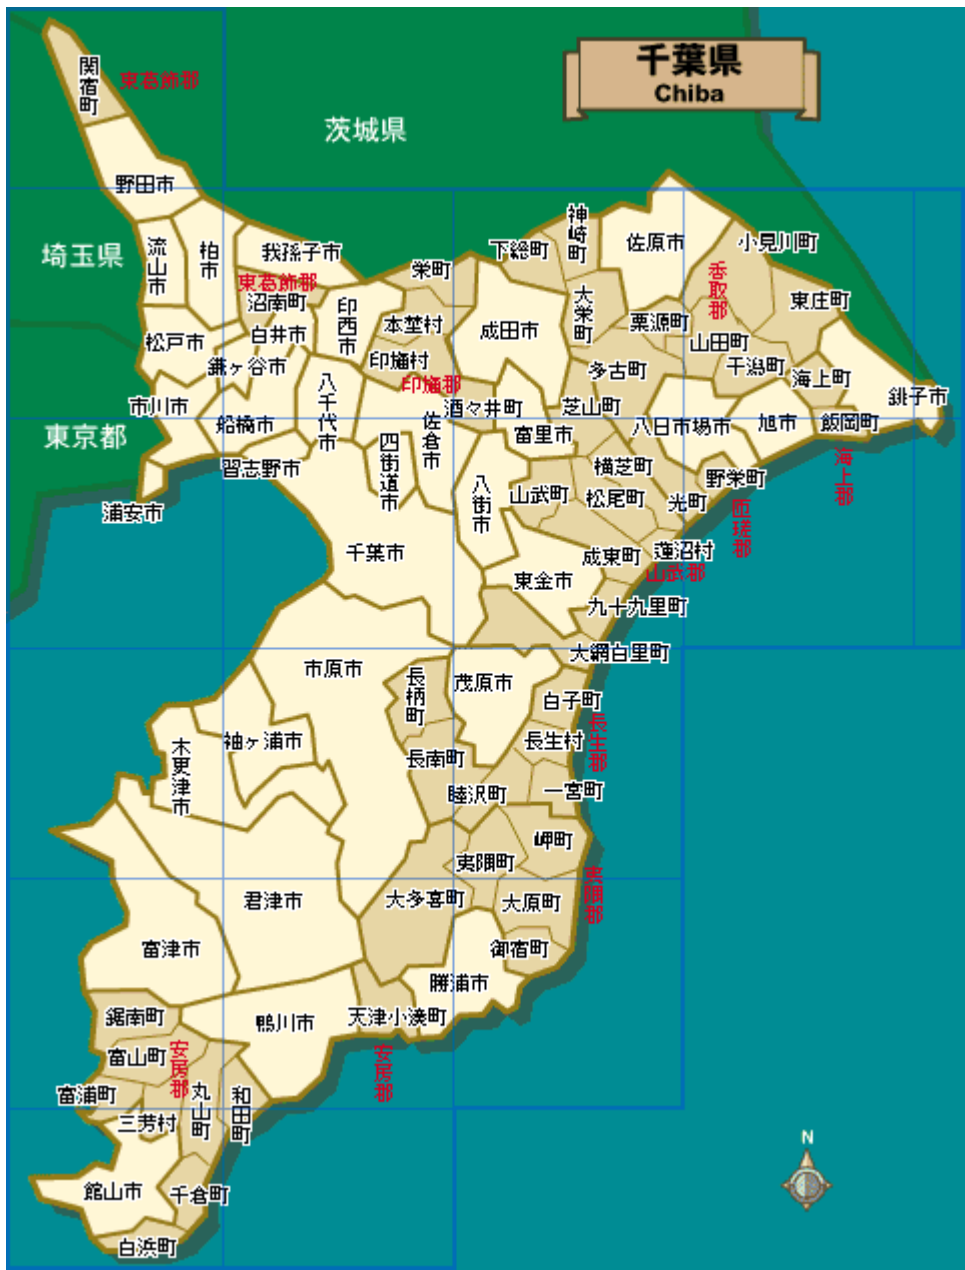 千葉県
Chiba
茨城県
埼玉県
東京都
関宿町
東葛飾郡
野田市
流山市
柏市
我孫子市
東葛飾郡
沼南町
白井市
印西市
栄町
本埜村
印旛村
印旛郡
下総町
神崎町
大栄町
成田市
佐原市
小見川町
香取郡
東庄町
栗源町
山田町
干潟町
海上町
銚子市
多古町
松戸市
鎌ヶ谷市
市川市
船橋市
八千代市
佐倉市
酒々井町
富里市
芝山町
八日市場市
旭市
飯岡町
海上郡
習志野市
四街道市
八街市
山武町
横芝町
松尾町
光町
野栄町
匝瑳郡
浦安市
千葉市
東金市
成東町
蓮沼村
山武郡
九十九里町
大網白里町
市原市
長柄町
茂原市
白子町
長生郡
長生村
長南町
睦沢町
一宮町
木更津市
袖ヶ浦市
岬町
夷隅町
夷隅郡
大多喜町
大原町
御宿町
勝浦市
君津市
富津市
鋸南町
鴨川市
天津小湊町
安房郡
富山町
安房郡
富浦町
三芳村
丸山町
和田町
館山市
千倉町
白浜町
N